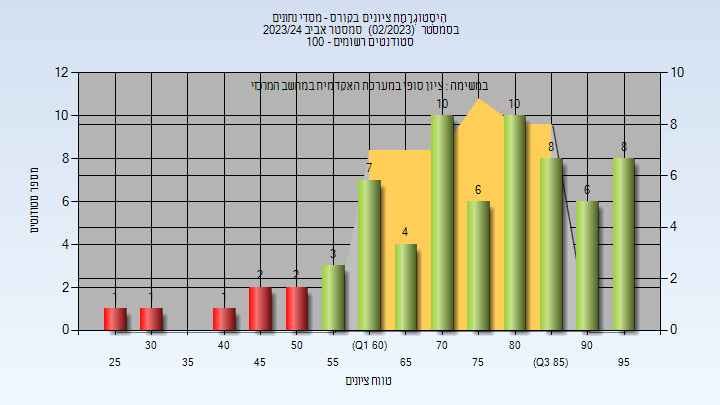 הִיסְטוֹגְרַמַת ציונים בקורס - מסדי נתונים
בסמסטר (02/2023) סמסטר אביב 2023/24
סטודנטים רשומים - 100
במשימה : ציון סופי במערכת האקדמית במחשב המרכזי
12 10 8 6 4 2 0
10 8 6 4 2 0
מספר סטודנטים
1 1 1 2 2 3 7 4 10 6 10 8 6 8
30 40 50 (Q1 60) 70 80 90
25 35 45 55 65 75 (Q3 85) 95
טווח ציונים